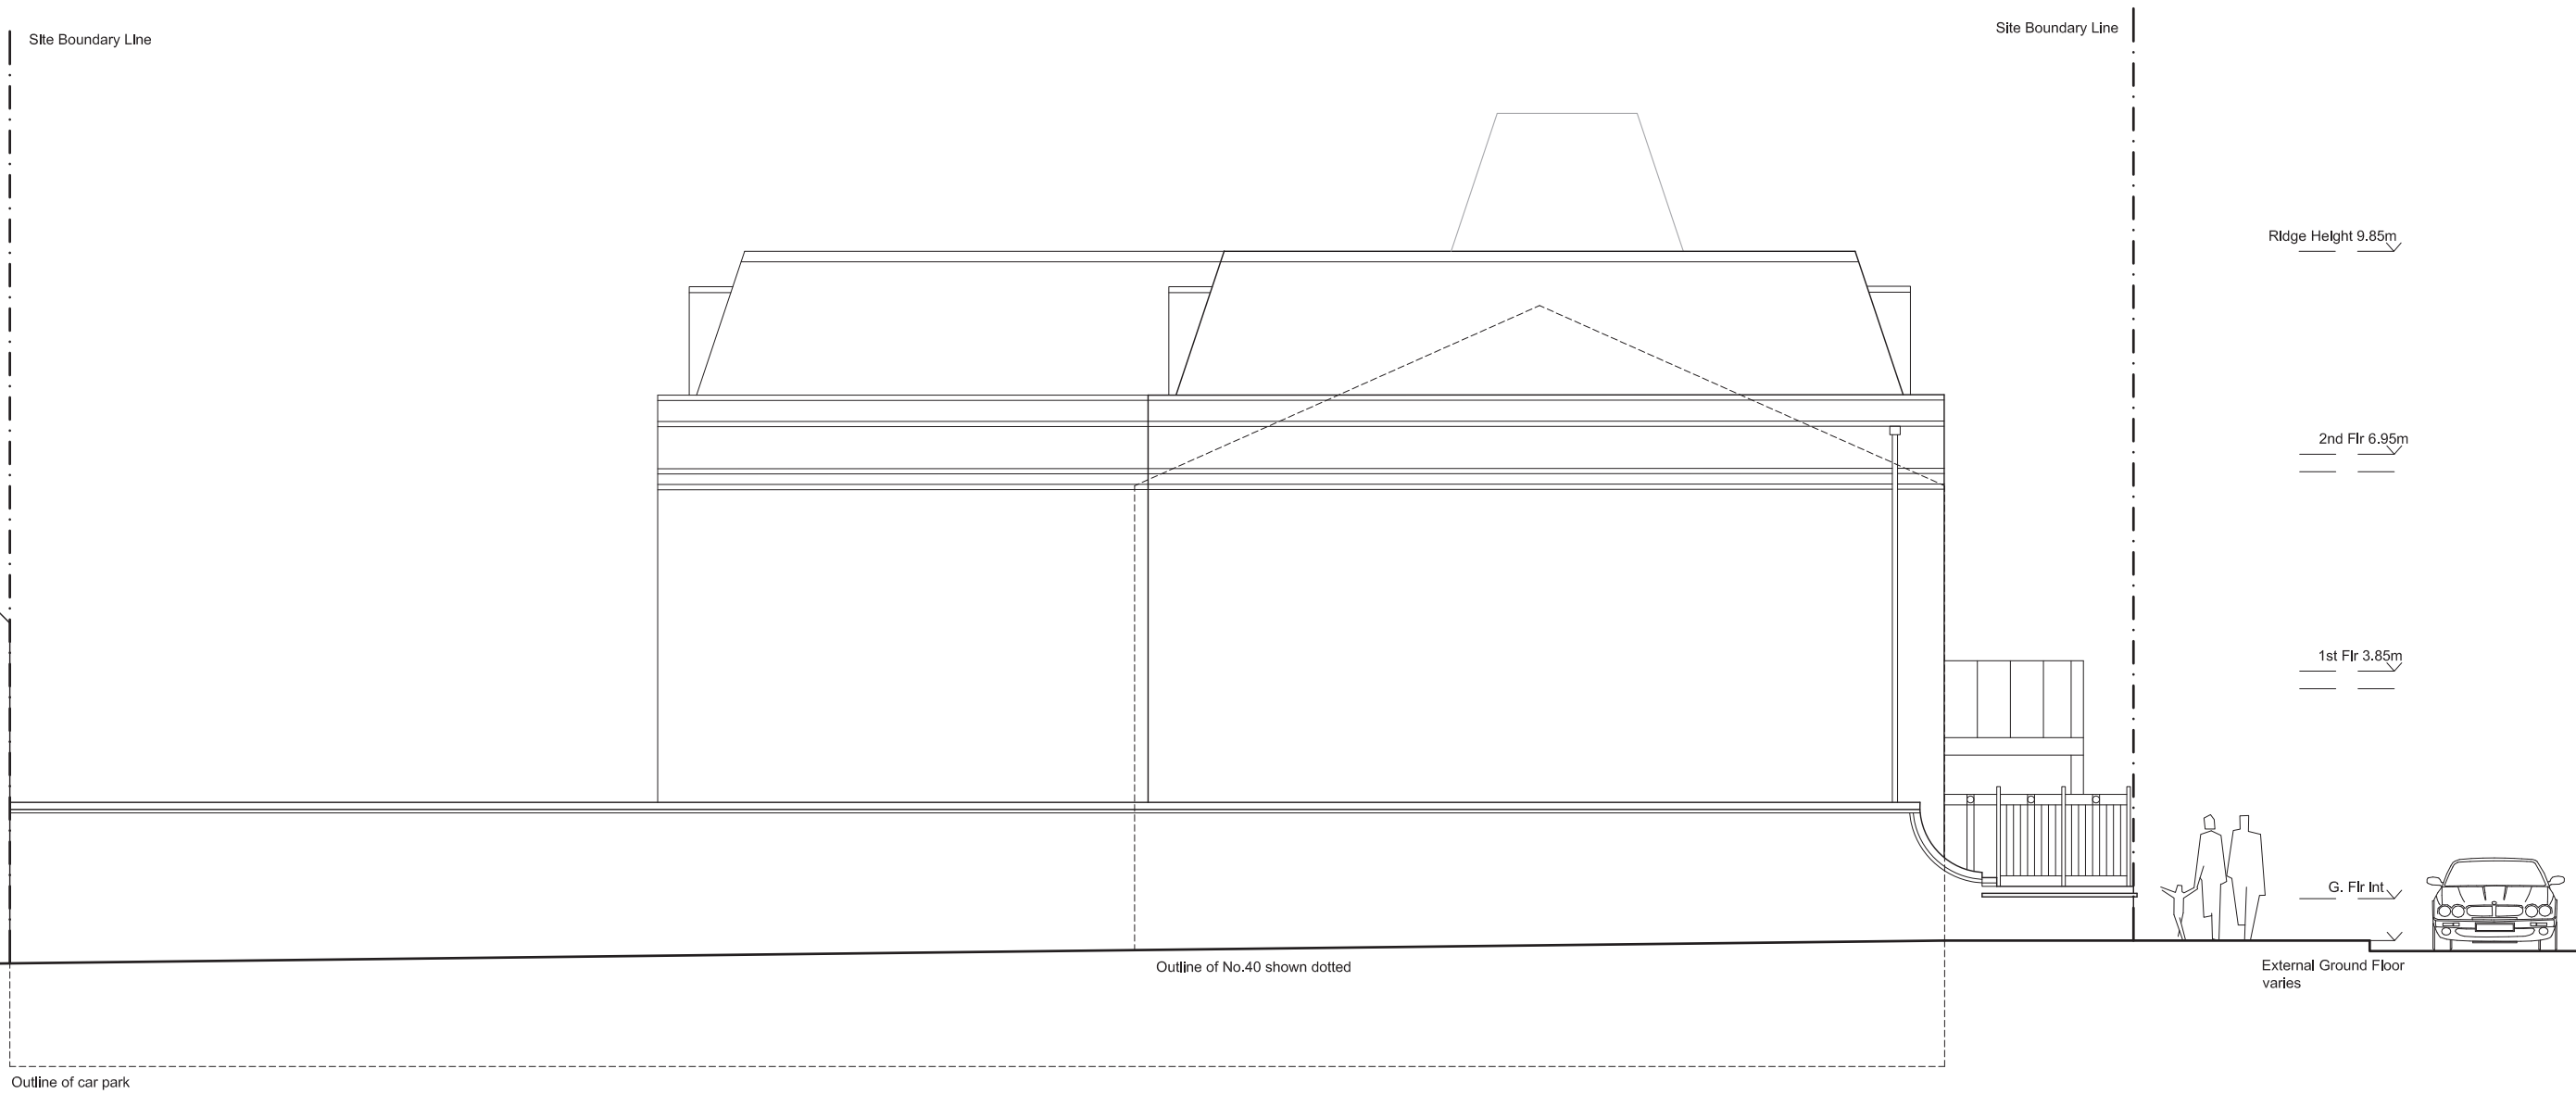 Site Boundary Line
Site Boundary Line
Ridge Height 9.85m
2nd Flr 6.95m
1st Flr 3.85m
G. Flr Int
External Ground Floor
varies
Outline of No.40 shown dotted
Outline of car park